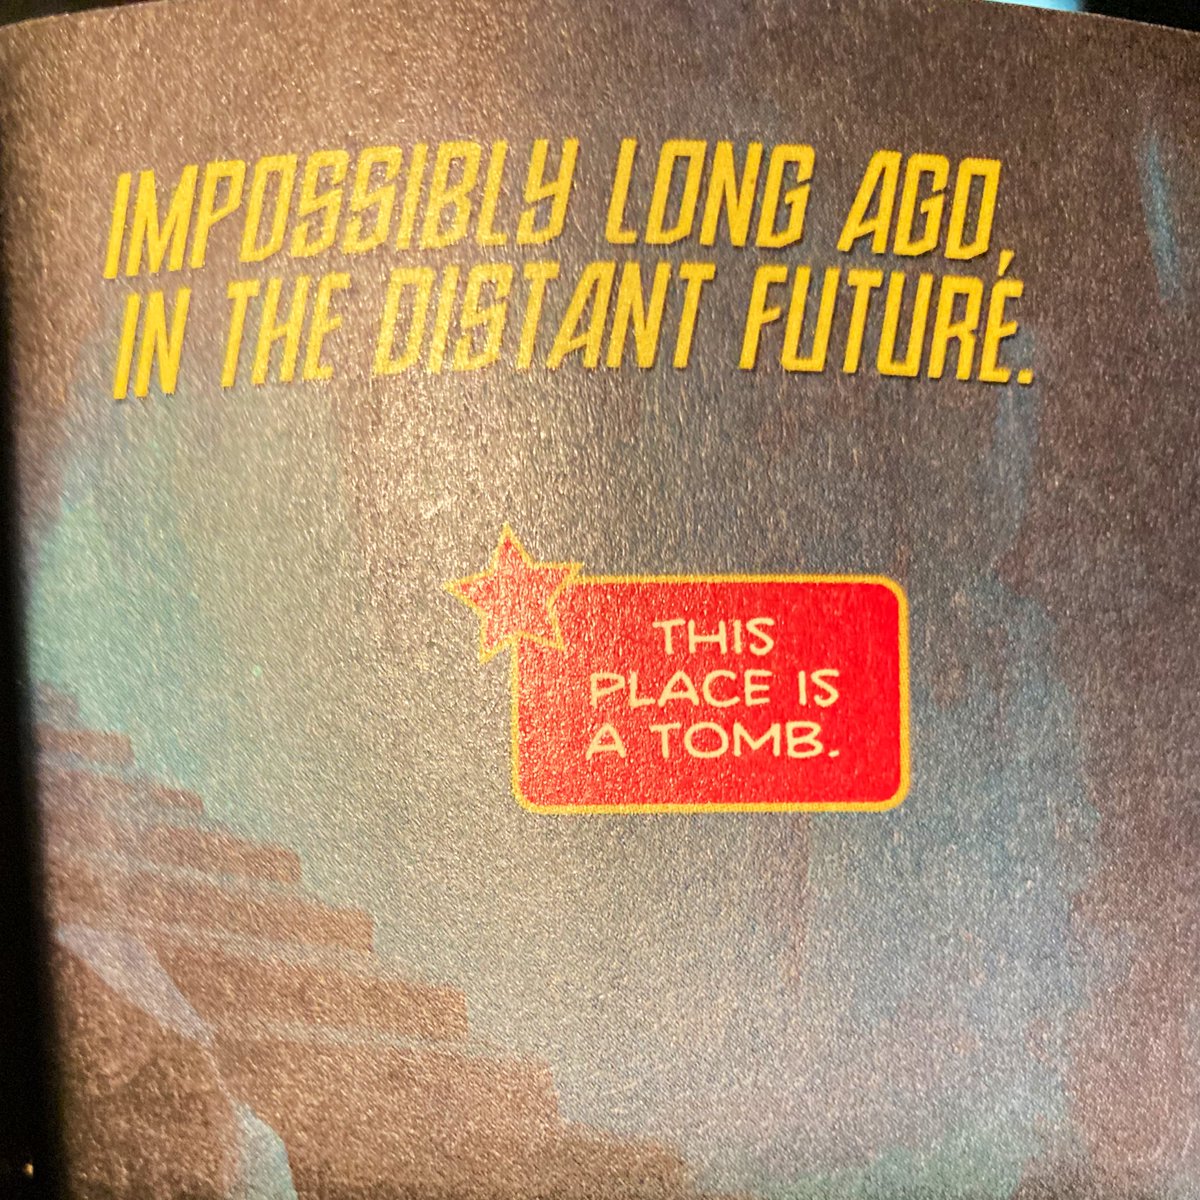 IMPOSSIBLY LONG AGO,
IN THE DISTANT FUTURE.
THIS
PLACE IS
A TOMB.